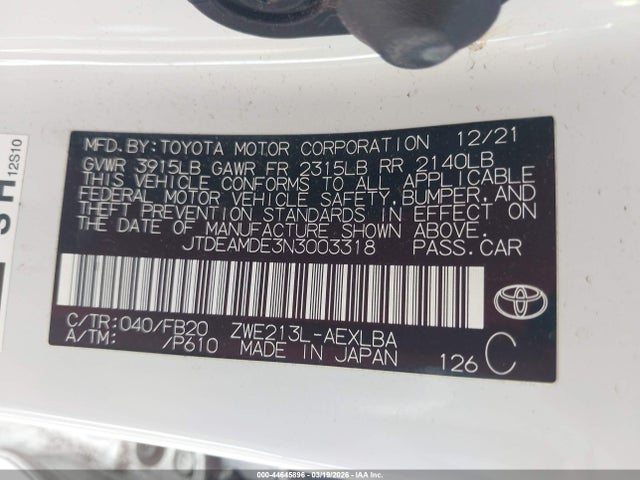 MFD.BY:TOYOTA MOTOR CORPORATION 12/21
GVWR 3915LB GAWR FR 2315LB RR 2140LB
THIS VEHICLE CONFORMS TO ALL APPLICABLE
FEDERAL MOTOR VEHICLE SAFETY,BUMPER,AND
THEFT PREVENTION STANDARDS IN EFFECT ON
THE DATE OF MANUFACTURE SHOWN ABOVE.
JTDEAMDE3N3003318 PASS.CAR
C/TR:040/FB20 ZWE213L-AEXLBA
A/TM: /P610 MADE IN JAPAN
126 C
12S10
© -- 44645896 -- 03/19/2026 -- IAA Inc.